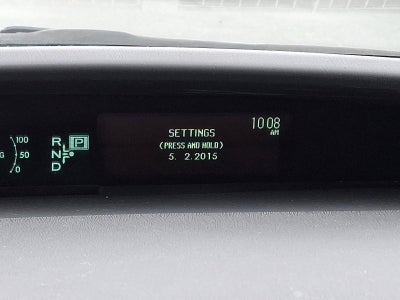 10:08
AM
SETTINGS
(PRESS AND HOLD)
5. 2.2015
100
50
0
G
R
N
D
P
L
E
F